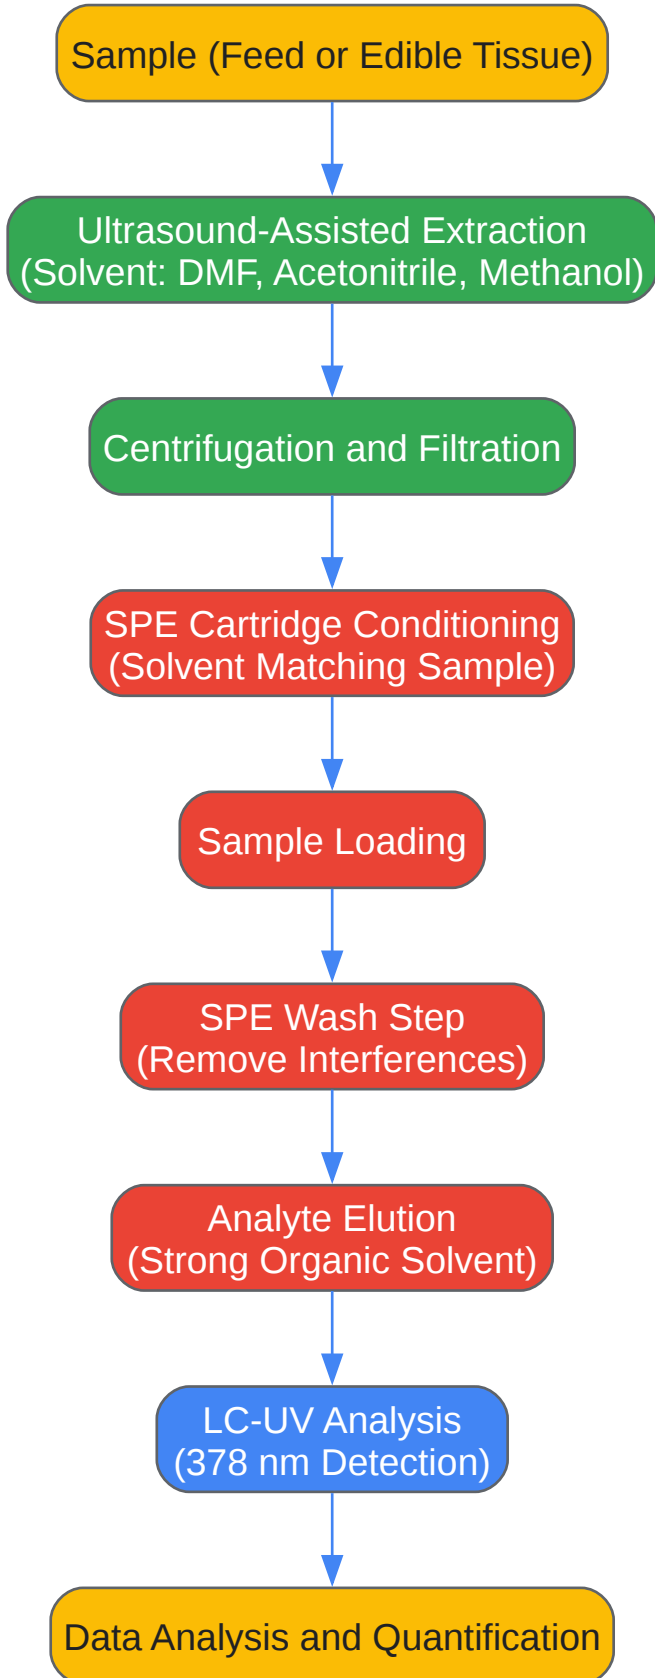 Sample (Feed or Edible Tissue)
Ultrasound-Assisted Extraction
(Solvent: DMF, Acetonitrile, Methanol)
Centrifugation and Filtration
SPE Cartridge Conditioning
(Solvent Matching Sample)
Sample Loading
SPE Wash Step
(Remove Interferences)
Analyte Elution
(Strong Organic Solvent)
LC-UV Analysis
(378 nm Detection)
Data Analysis and Quantification